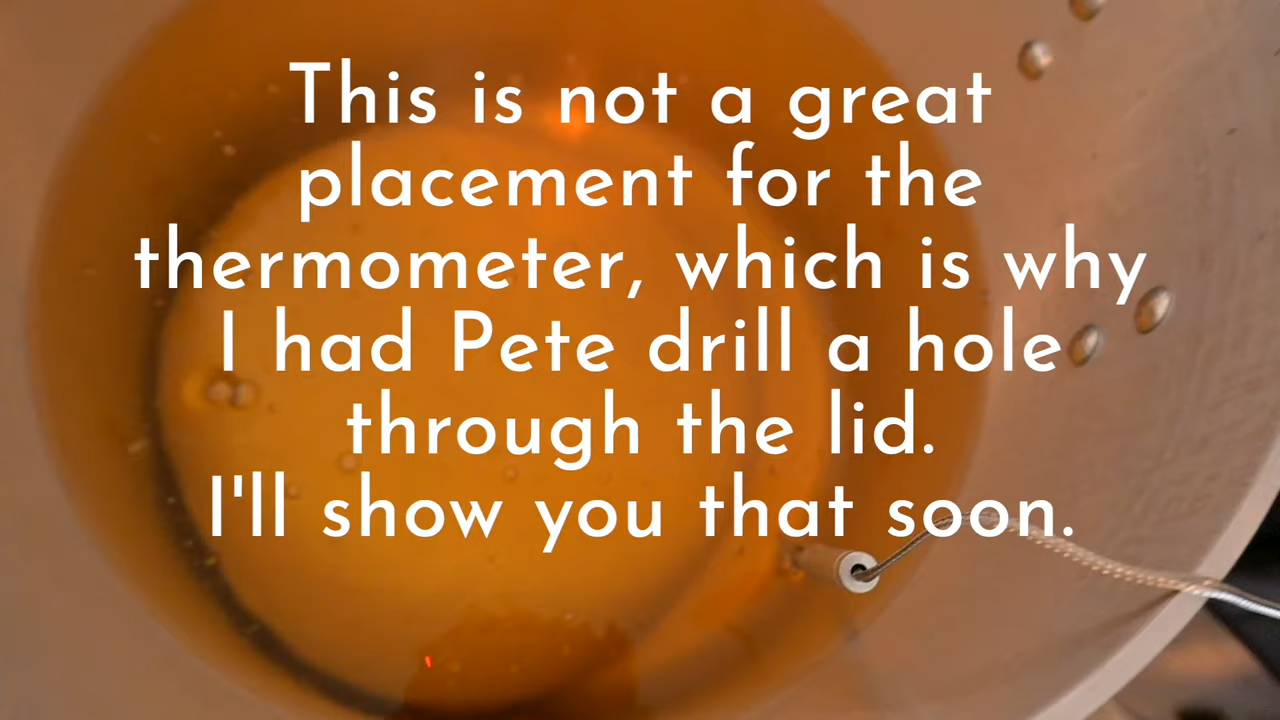 This is not a great
placement for the
thermometer, which is why
I had Pete drill a hole
through the lid.
I'll show you that soon.